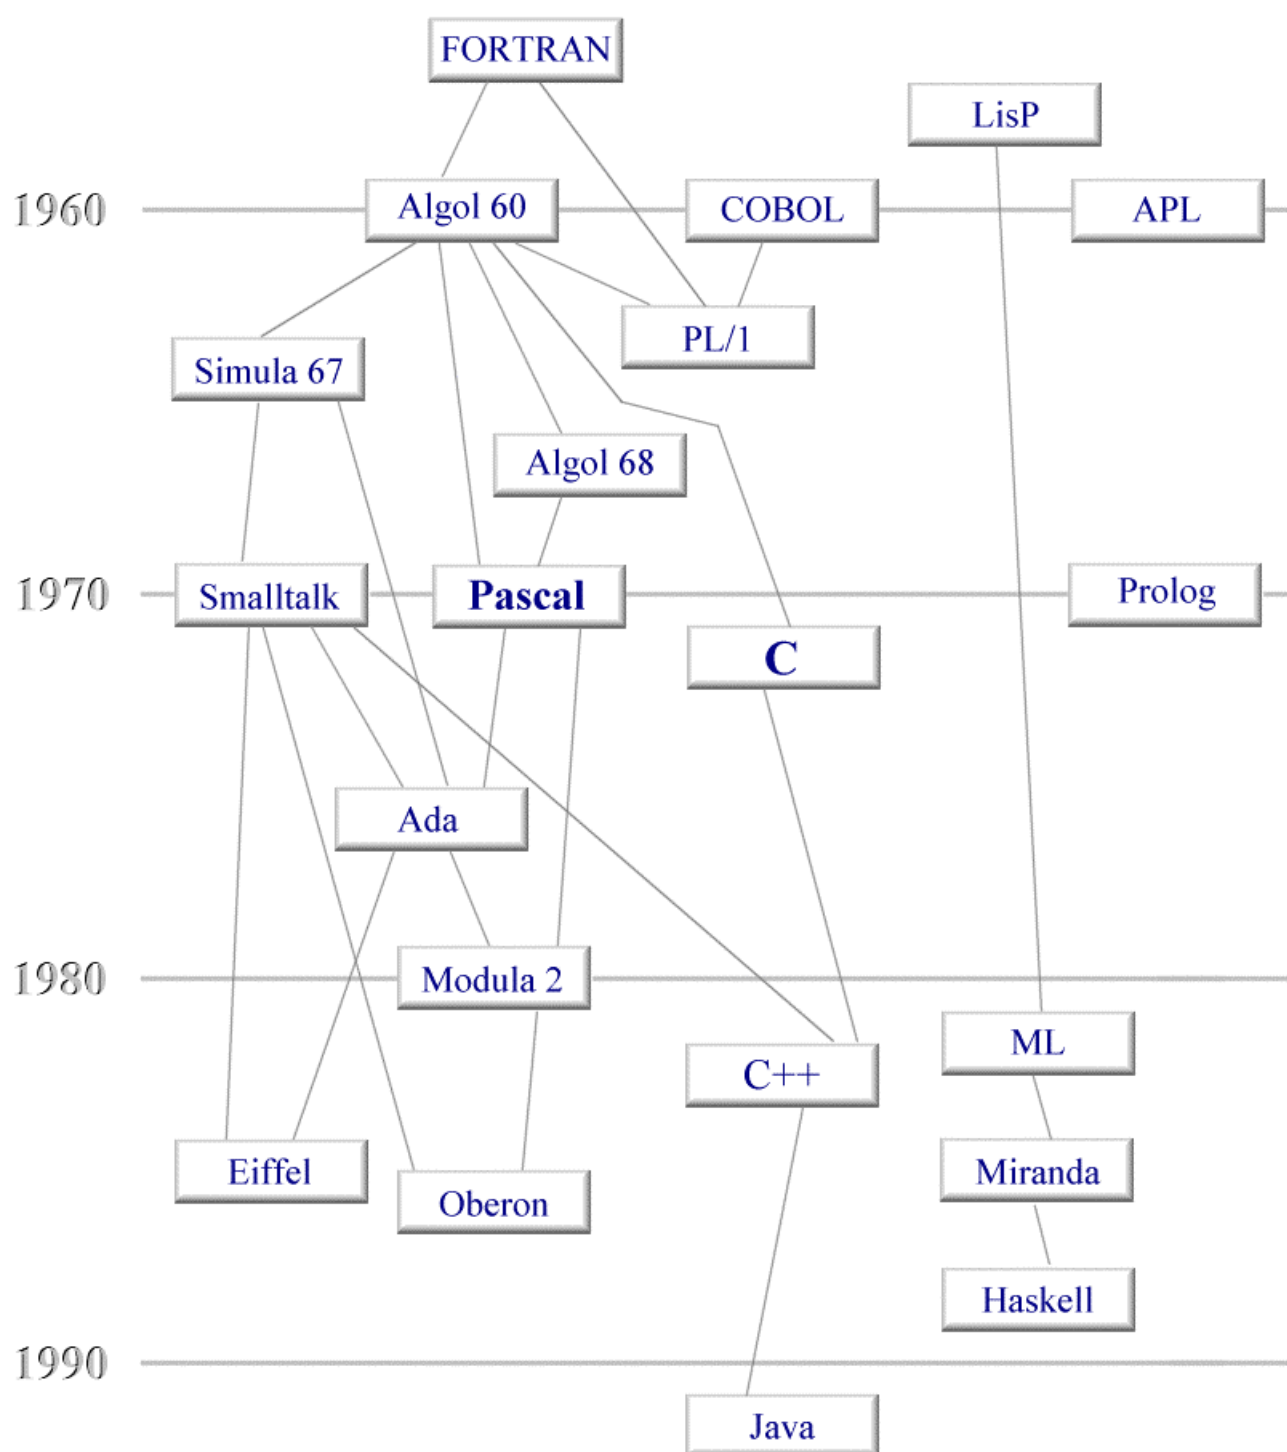 FORTRAN
LisP
1960
Algol 60
COBOL
APL
PL/1
Simula 67
Algol 68
1970
Smalltalk
Pascal
Prolog
C
Ada
1980
Modula 2
ML
C++
Eiffel
Miranda
Oberon
Haskell
1990
Java